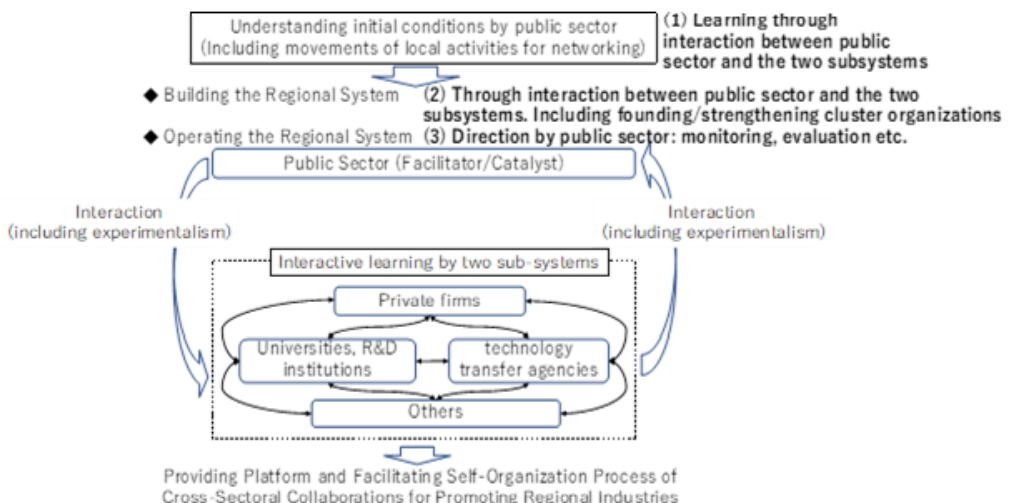 Understanding initial conditions by public sector
(Including movements of local activities for networking)
(1) Learning through
interaction between public
sector and the two subsystems
◆ Building the Regional System (2) Through interaction between public sector and the two
subsystems. Including founding/strengthening cluster organizations
◆ Operating the Regional System (3) Direction by public sector: monitoring, evaluation etc.
Public Sector (Facilitator/Catalyst)
Interaction
(including experimentalism)
Interaction
(including experimentalism)
Interactive learning by two sub-systems
Private firms
Universities, R&D
institutions
technology
transfer agencies
Others
Providing Platform and Facilitating Self-Organization Process of
Cross-Sectoral Collaborations for Promoting Regional Industries